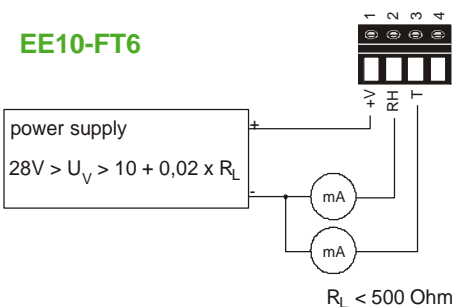 EE10-FT6
1 2 3 4
+V RH T
power supply
+
28V > U_V > 10 + 0,02 x R_L
-
mA
mA
R_L < 500 Ohm